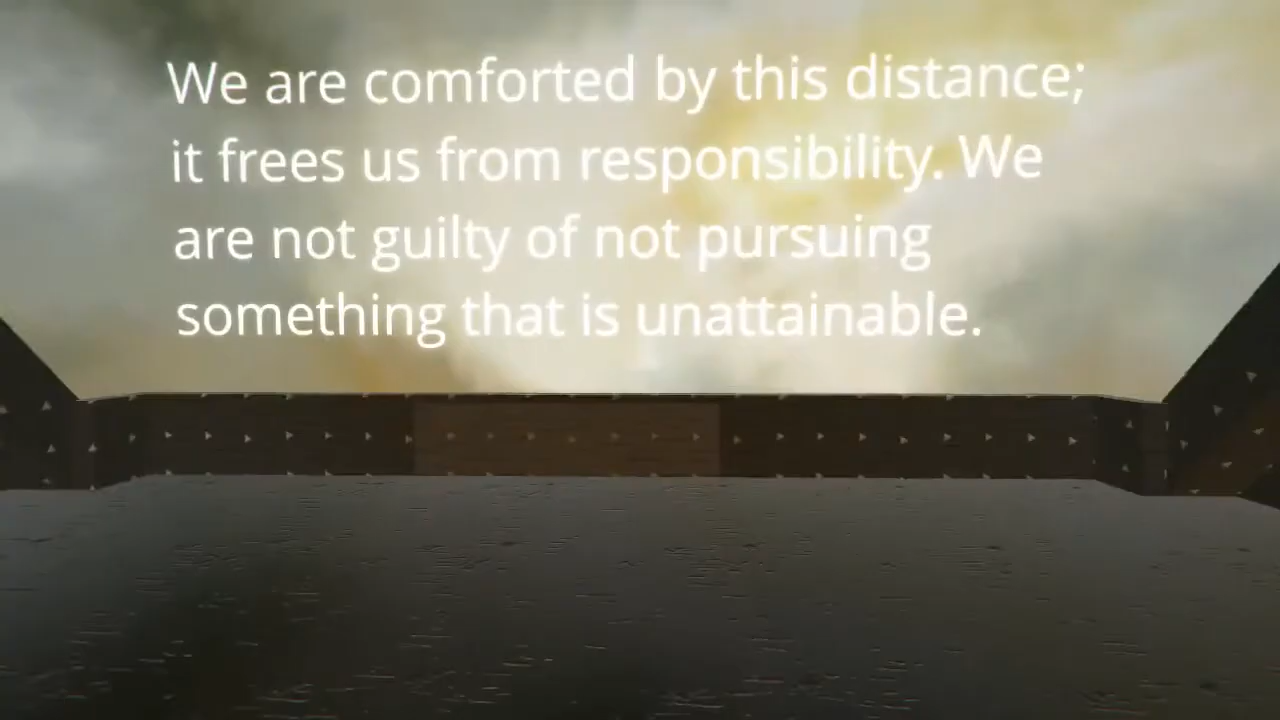 We are comforted by this distance;
it frees us from responsibility. We
are not guilty of not pursuing
something that is unattainable.